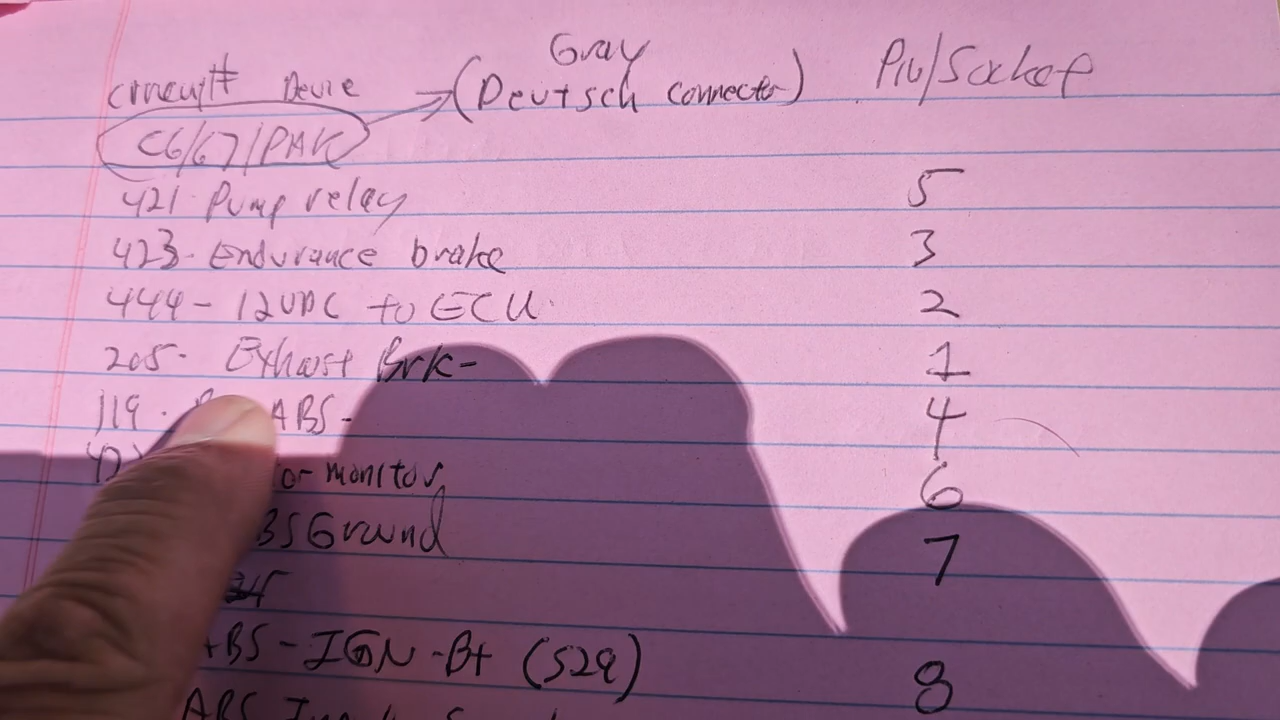 Circuit# Device → (Gray Deutsch connector) Pin/Socket
C6/67/PAK
421. Pump relay 5
423- Endurance brake 3
444 - 12VDC to ECU. 2
205- Exhaust Brk- 1
119. ABS- 4
or monitor 6
BS Ground 7
ABS - IGN - B+ (529) 8
ABS